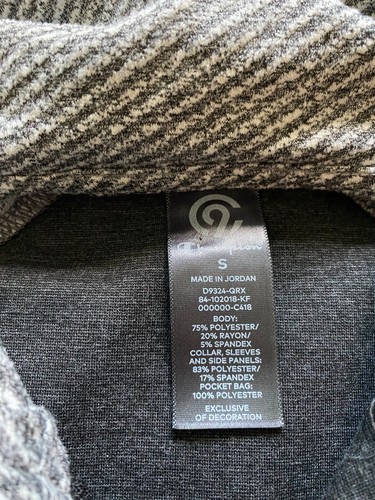 C9
Champion
S
MADE IN JORDAN
D9324-QRX
84-102018-KF
000000-C418
BODY:
75% POLYESTER/
20% RAYON/
5% SPANDEX
COLLAR, SLEEVES
AND SIDE PANELS:
83% POLYESTER/
17% SPANDEX
POCKET BAG:
100% POLYESTER
EXCLUSIVE
OF DECORATION